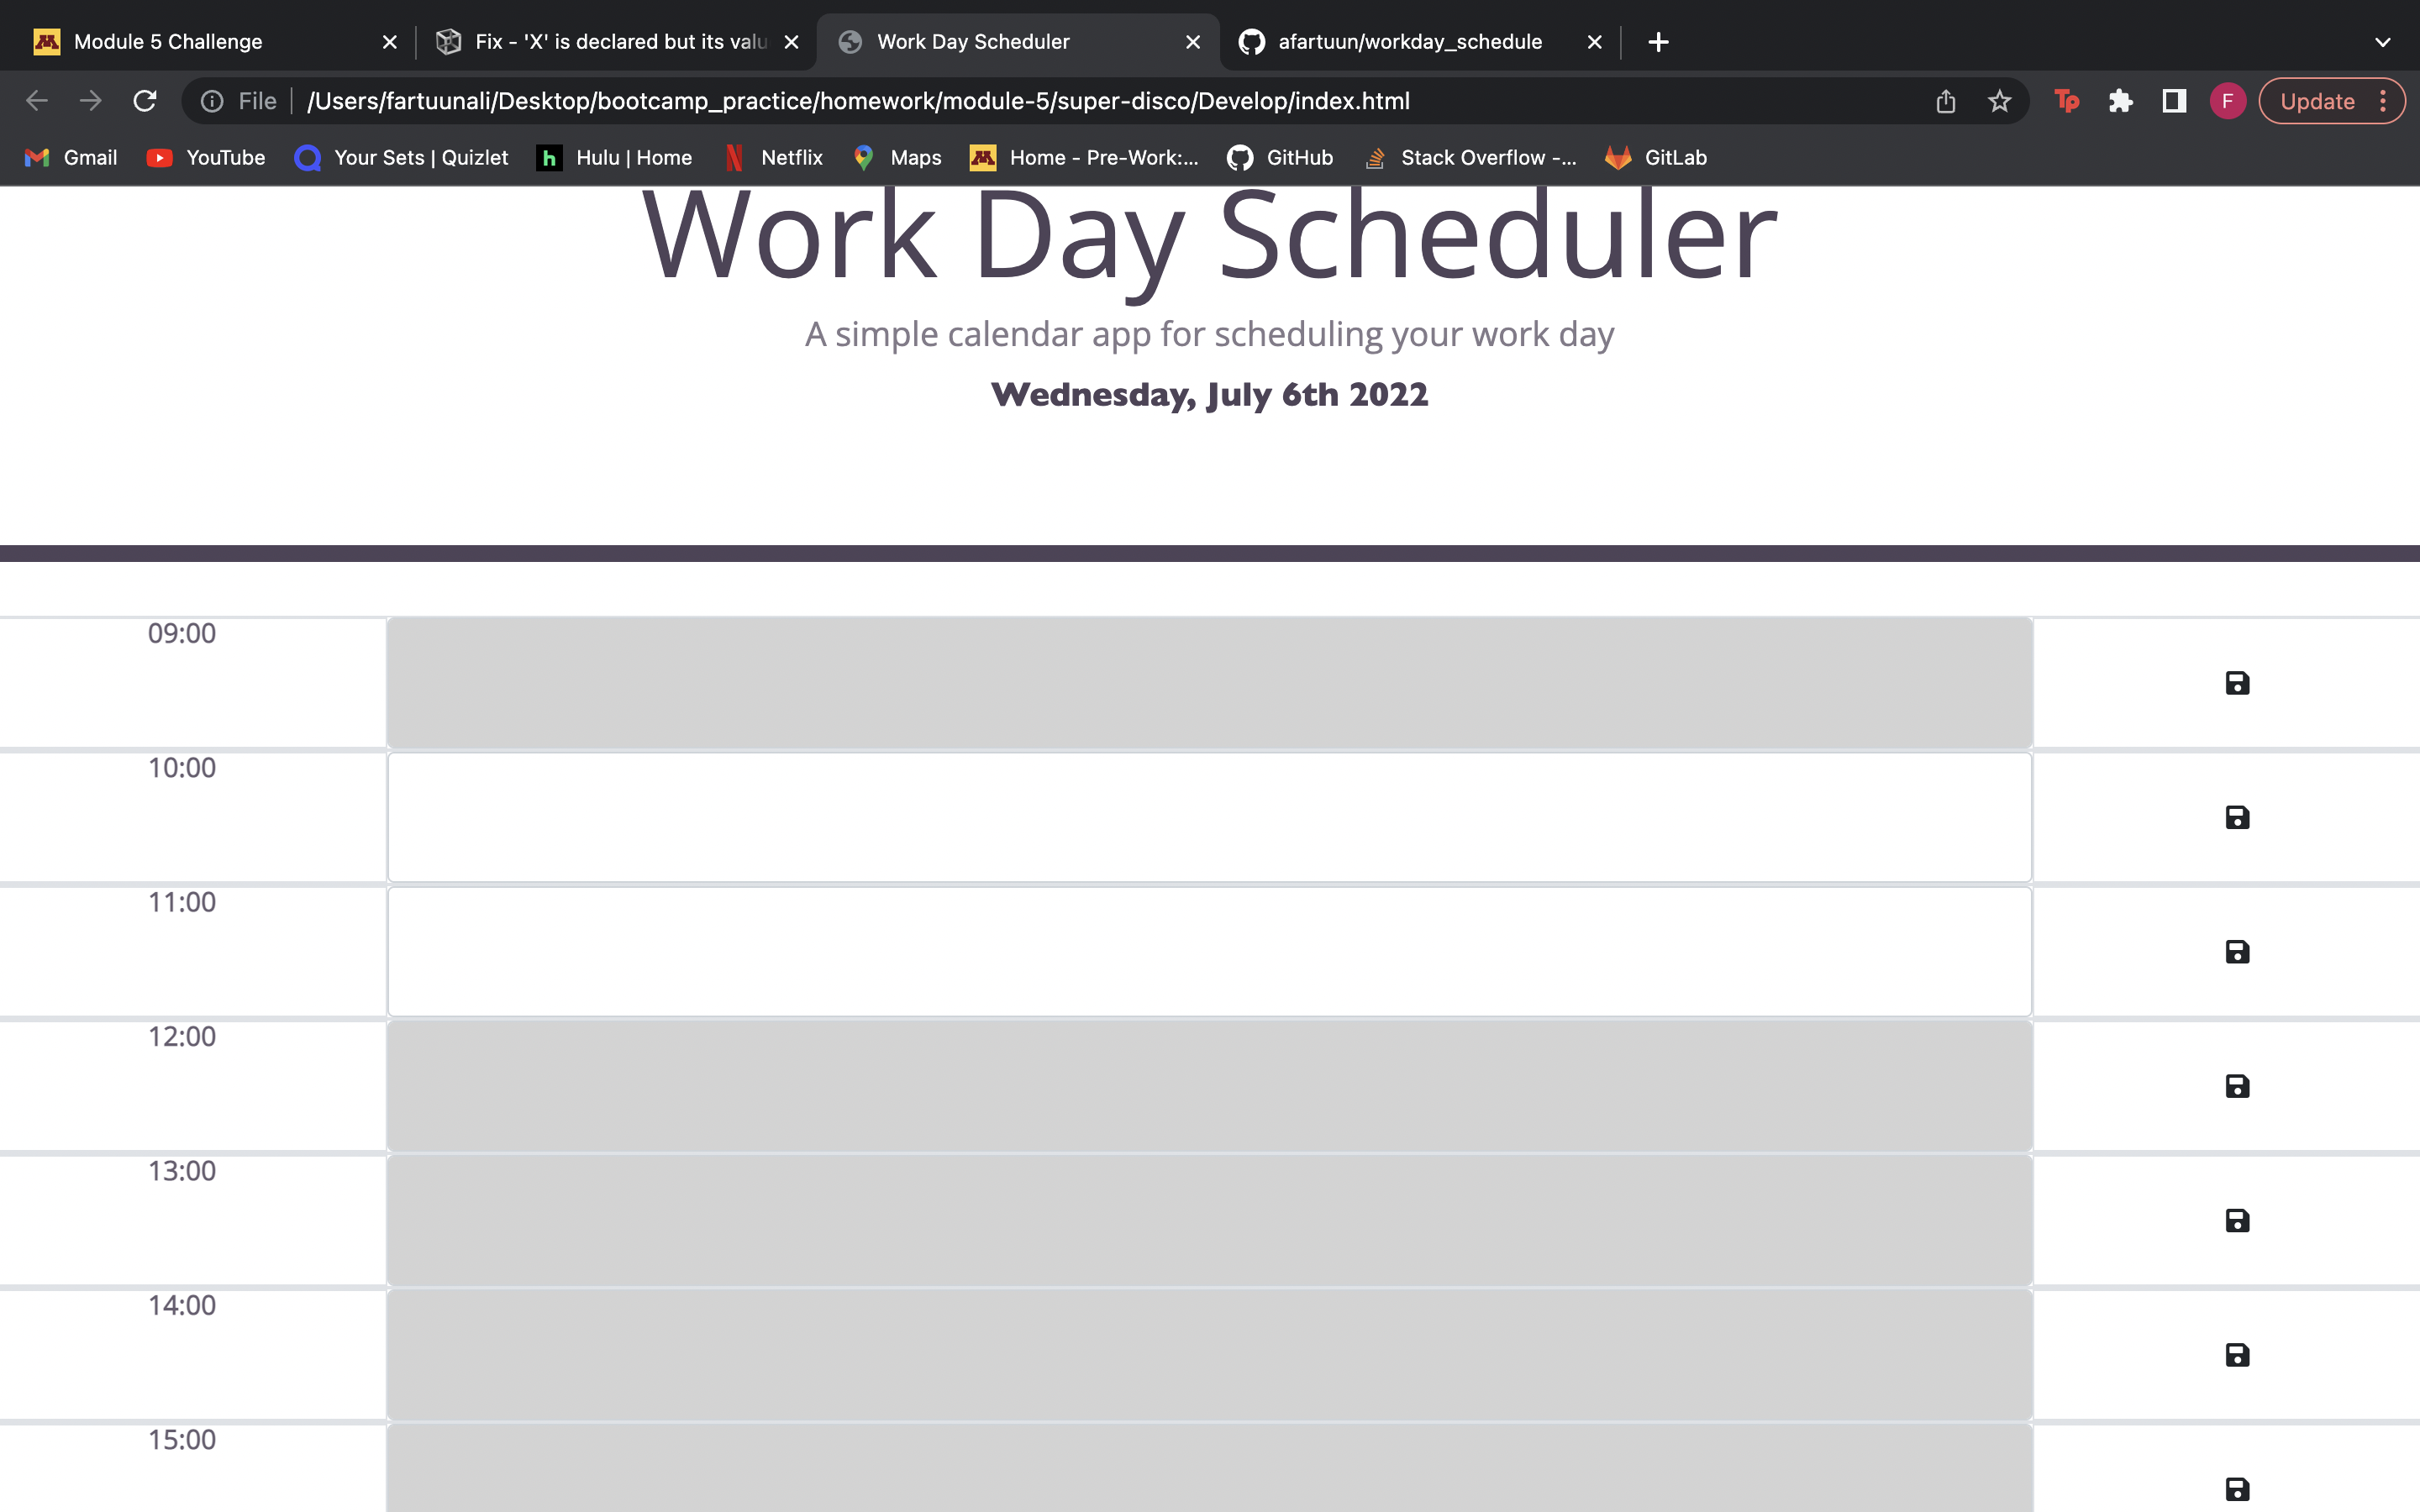 Module 5 Challenge
Fix - 'X' is declared but its valu
Work Day Scheduler
afartuun/workday_schedule
File
/Users/fartuunali/Desktop/bootcamp_practice/homework/module-5/super-disco/Develop/index.html
Tp
F
Update
Gmail
YouTube
Your Sets | Quizlet
h
Hulu | Home
Netflix
Maps
Home - Pre-Work:...
GitHub
Stack Overflow -...
GitLab
Work Day Scheduler
A simple calendar app for scheduling your work day
Wednesday, July 6th 2022
09:00
10:00
11:00
12:00
13:00
14:00
15:00